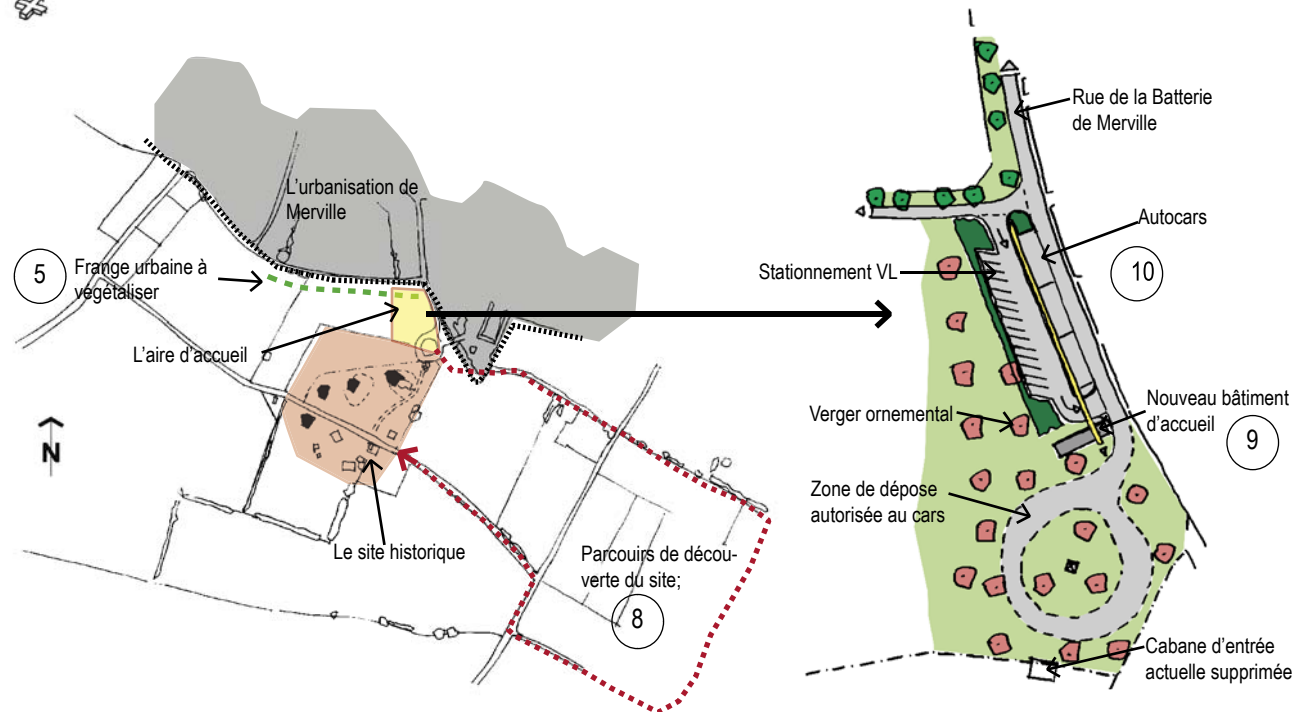 L'urbanisation de
Merville
5
Frange urbaine à
végétaliser
L'aire d'accueil
N
Le site historique
Parcours de décou-
verte du site;
8
Rue de la Batterie
de Merville
Autocars
10
Stationnement VL
Nouveau bâtiment
d'accueil
9
Verger ornemental
Zone de dépose
autorisée au cars
Cabane d'entrée
actuelle supprimée